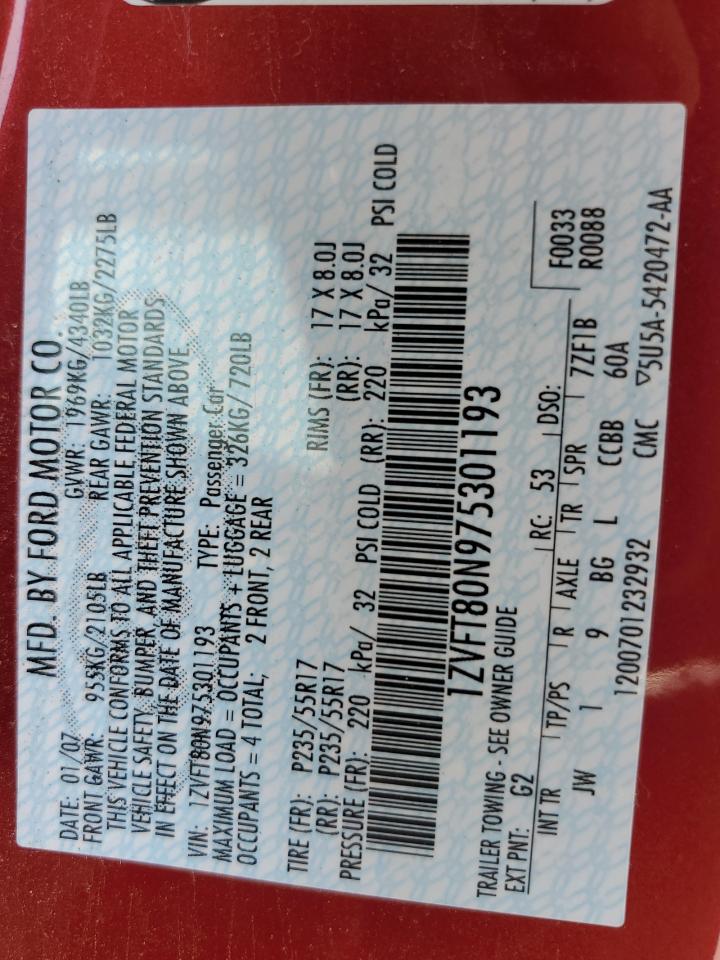 MFD. BY FORD MOTOR CO.
DATE: 01/07 GVWR: 1969KG/4340LB
FRONT GAWR: 955KG/2105LB REAR GAWR: 1032KG/2275LB
THIS VEHICLE CONFORMS TO ALL APPLICABLE FEDERAL MOTOR
VEHICLE SAFETY, BUMPER, AND THEFT PREVENTION STANDARDS
IN EFFECT ON THE DATE OF MANUFACTURE SHOWN ABOVE
VIN: 1ZVFT80N975301193 TYPE: Passenger Car
MAXIMUM LOAD = OCCUPANTS + LUGGAGE = 326KG/720LB
OCCUPANTS = 4 TOTAL; 2 FRONT, 2 REAR
TIRE (FR): P235/55R17 RIMS (FR): 17 X 8.0J
(RR): P235/55R17 (RR): 17 X 8.0J
PRESSURE (FR): 220 kPa/ 32 PSI COLD (RR): 220 kPa/ 32 PSI COLD
1ZVFT80N975301193
TRAILER TOWING - SEE OWNER GUIDE
EXT PNT: G2 RC: 53 DSO: F0033
R0088
INT TR TP/PS R AXLE TR SPR 7ZF1B
JW 1 9 BG L CCBB 60A
1200701232932 CMC ▽5U5A-5420472-AA